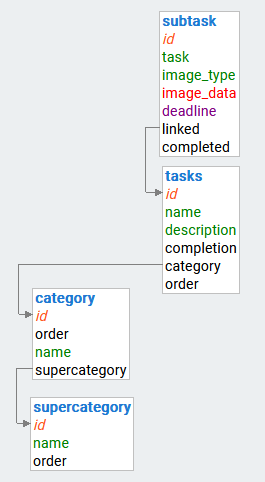 subtask
id
task
image_type
image_data
deadline
linked
completed
tasks
id
name
description
completion
category
order
category
id
order
name
supercategory
supercategory
id
name
order